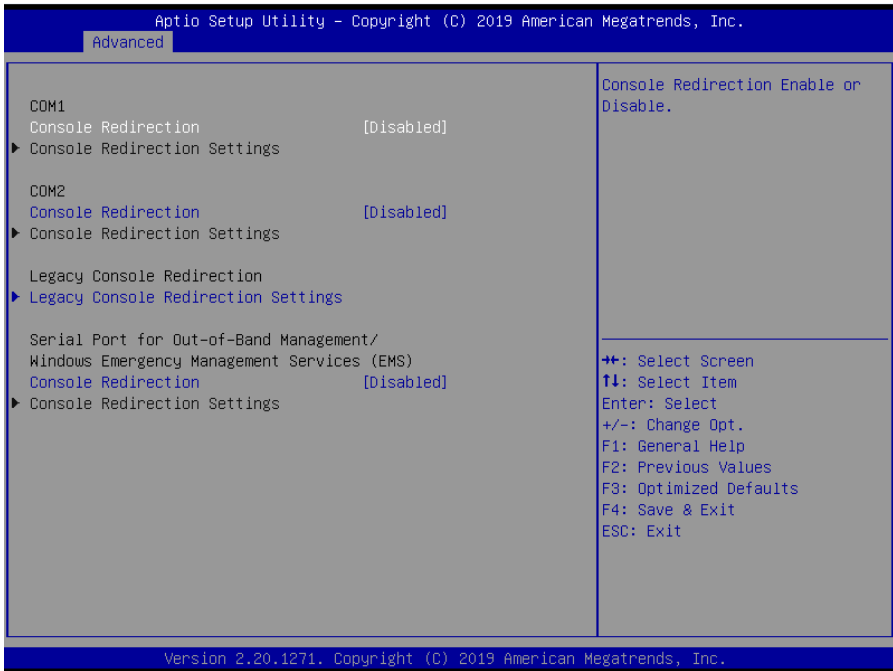 Aptio Setup Utility – Copyright (C) 2019 American Megatrends, Inc.
Advanced
COM1
Console Redirection [Disabled]
Console Redirection Settings
COM2
Console Redirection [Disabled]
Console Redirection Settings
Legacy Console Redirection
Legacy Console Redirection Settings
Serial Port for Out-of-Band Management/
Windows Emergency Management Services (EMS)
Console Redirection [Disabled]
Console Redirection Settings
Console Redirection Enable or
Disable.
→←: Select Screen
↑↓: Select Item
Enter: Select
+/-: Change Opt.
F1: General Help
F2: Previous Values
F3: Optimized Defaults
F4: Save & Exit
ESC: Exit
Version 2.20.1271. Copyright (C) 2019 American Megatrends, Inc.